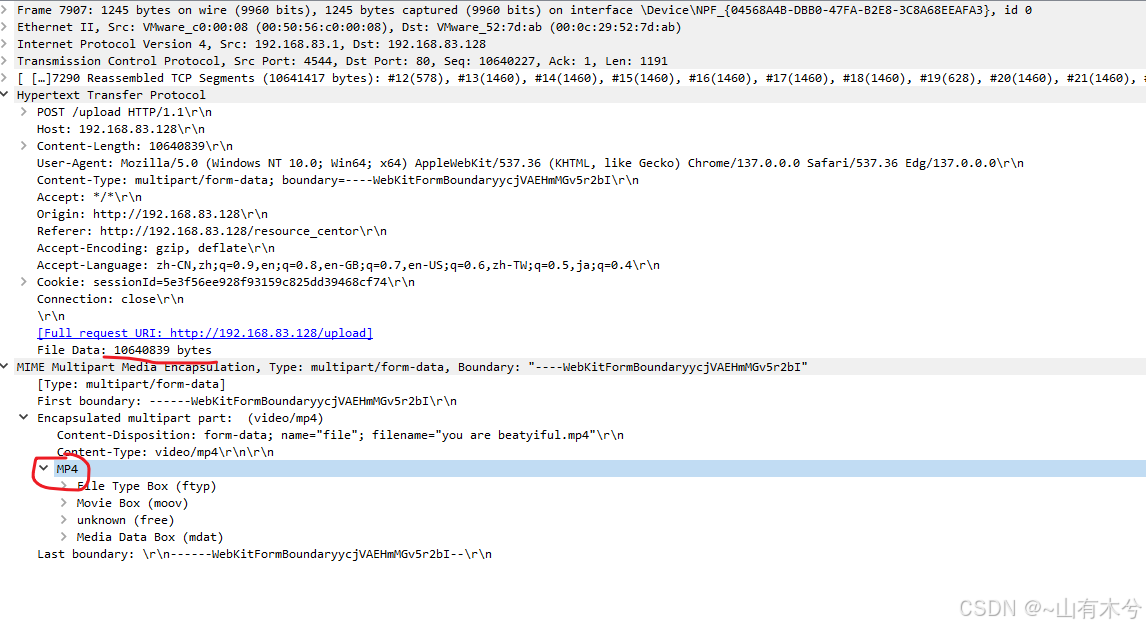 Frame 7907: 1245 bytes on wire (9960 bits), 1245 bytes captured (9960 bits) on interface \Device\NPF_{04568A4B-DBB0-47FA-B2E8-3C8A68EEAFA3}, id 0
Ethernet II, Src: VMware_c0:00:08 (00:50:56:c0:00:08), Dst: VMware_52:7d:ab (00:0c:29:52:7d:ab)
Internet Protocol Version 4, Src: 192.168.83.1, Dst: 192.168.83.128
Transmission Control Protocol, Src Port: 4544, Dst Port: 80, Seq: 10640227, Ack: 1, Len: 1191
[ […]7290 Reassembled TCP Segments (10641417 bytes): #12(578), #13(1460), #14(1460), #15(1460), #16(1460), #17(1460), #18(1460), #19(628), #20(1460), #21(1460), #
Hypertext Transfer Protocol
POST /upload HTTP/1.1\r\n
Host: 192.168.83.128\r\n
Content-Length: 10640839\r\n
User-Agent: Mozilla/5.0 (Windows NT 10.0; Win64; x64) AppleWebKit/537.36 (KHTML, like Gecko) Chrome/137.0.0.0 Safari/537.36 Edg/137.0.0.0\r\n
Content-Type: multipart/form-data; boundary=----WebKitFormBoundaryycjVAEHmMGv5r2bI\r\n
Accept: */*\r\n
Origin: http://192.168.83.128\r\n
Referer: http://192.168.83.128/resource_centor\r\n
Accept-Encoding: gzip, deflate\r\n
Accept-Language: zh-CN,zh;q=0.9,en;q=0.8,en-GB;q=0.7,en-US;q=0.6,zh-TW;q=0.5,ja;q=0.4\r\n
Cookie: sessionId=5e3f56ee928f93159c825dd39468cf74\r\n
Connection: close\r\n
\r\n
[Full request URI: http://192.168.83.128/upload]
File Data: 10640839 bytes
MIME Multipart Media Encapsulation, Type: multipart/form-data, Boundary: "----WebKitFormBoundaryycjVAEHmMGv5r2bI"
[Type: multipart/form-data]
First boundary: ------WebKitFormBoundaryycjVAEHmMGv5r2bI\r\n
Encapsulated multipart part:  (video/mp4)
Content-Disposition: form-data; name="file"; filename="you are beatyiful.mp4"\r\n
Content-Type: video/mp4\r\n\r\n
MP4
File Type Box (ftyp)
Movie Box (moov)
unknown (free)
Media Data Box (mdat)
Last boundary: \r\n------WebKitFormBoundaryycjVAEHmMGv5r2bI--\r\n
CSDN @~山有木兮